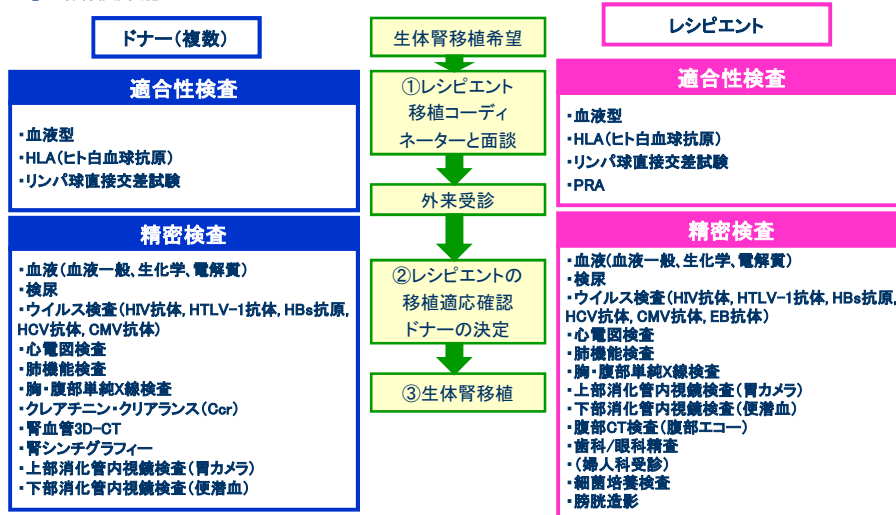 ドナー(複数)
適合性検査
・血液型
・HLA(ヒト白血球抗原)
・リンパ球直接交差試験
精密検査
・血液(血液一般、生化学、電解質)
・検尿
・ウイルス検査(HIV抗体, HTLV-1抗体, HBs抗原,
HCV抗体, CMV抗体)
・心電図検査
・肺機能検査
・胸・腹部単純X線検査
・クレアチニン・クリアランス(Ccr)
・腎血管3D-CT
・腎シンチグラフィー
・上部消化管内視鏡検査(胃カメラ)
・下部消化管内視鏡検査(便潜血)
生体腎移植希望
①レシピエント
移植コーディ
ネーターと面談
外来受診
②レシピエントの
移植適応確認
ドナーの決定
③生体腎移植
レシピエント
適合性検査
・血液型
・HLA(ヒト白血球抗原)
・リンパ球直接交差試験
・PRA
精密検査
・血液(血液一般、生化学、電解質)
・検尿
・ウイルス検査(HIV抗体, HTLV-1抗体, HBs抗原,
HCV抗体, CMV抗体, EB抗体)
・心電図検査
・肺機能検査
・胸・腹部単純X線検査
・上部消化管内視鏡検査(胃カメラ)
・下部消化管内視鏡検査(便潜血)
・腹部CT検査(腹部エコー)
・歯科/眼科精査
・(婦人科受診)
・細菌培養検査
・膀胱造影